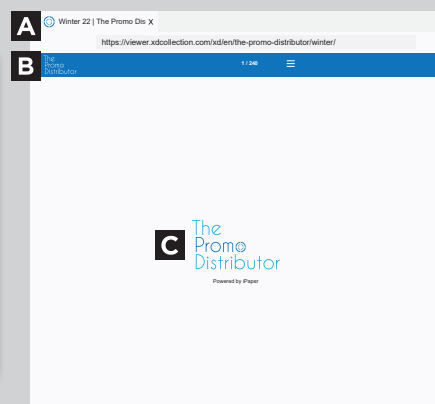 A
Winter 22 | The Promo Dis X
https://viewer.xdcollection.com/xd/en/the-promo-distributor/winter/
B
The
Promo
Distributor
1 / 248
C
The
Promo
Distributor
Powered by iPaper